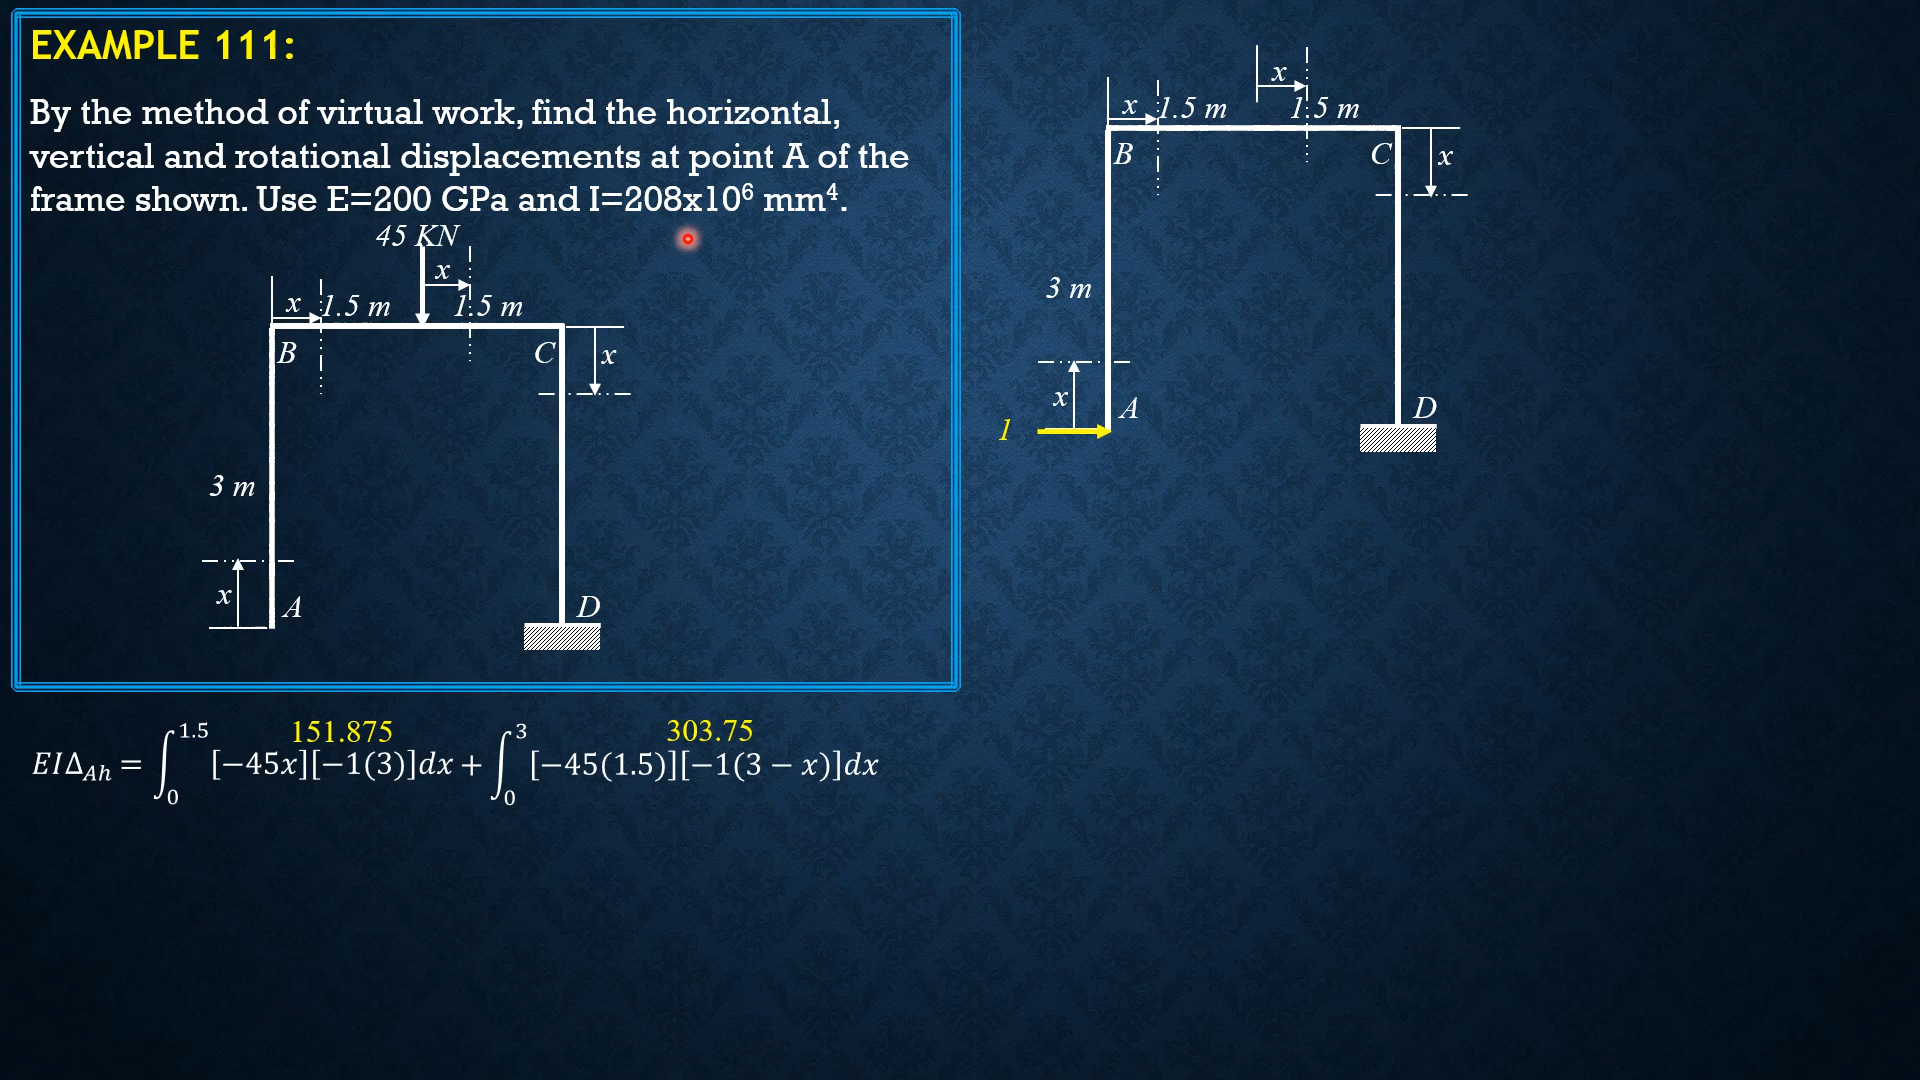 EXAMPLE 111:
By the method of virtual work, find the horizontal,
vertical and rotational displacements at point A of the
frame shown. Use E=200 GPa and I=208x10⁶ mm⁴.
45 KN
x
x 1.5 m 1.5 m
B C x
3 m
x A D
x
x 1.5 m 1.5 m
B C x
3 m
x A D
1
151.875 303.75
EIΔ_Ah = ∫₀^1.5 [−45x][−1(3)]dx + ∫₀^3 [−45(1.5)][−1(3 − x)]dx